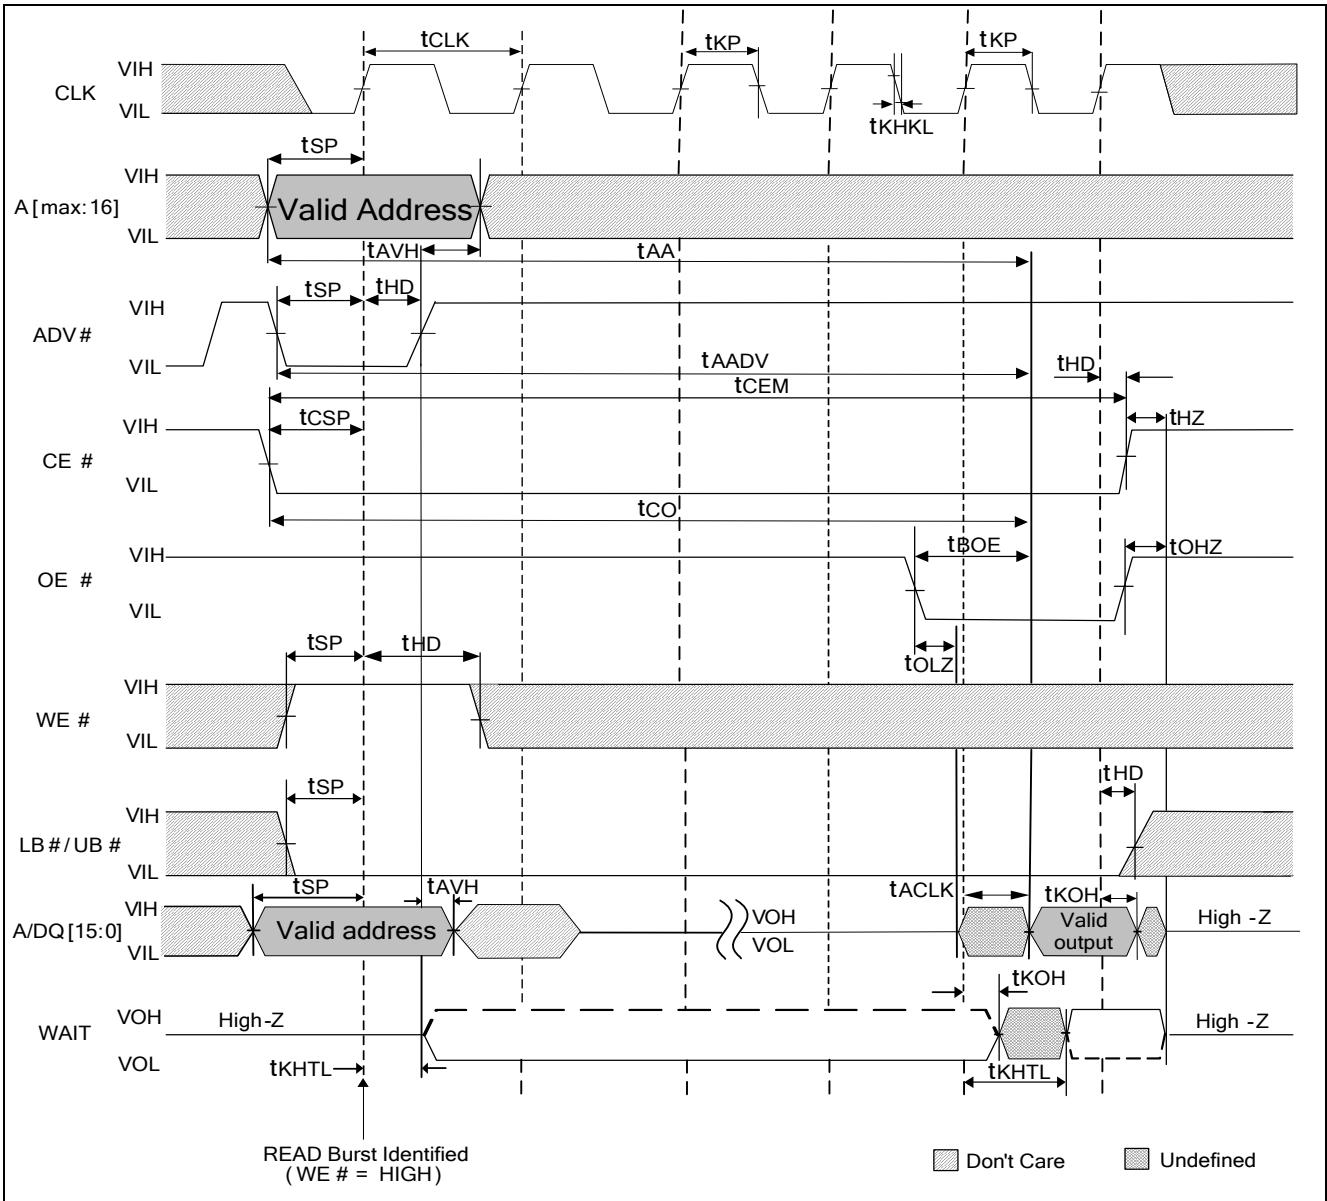 tCLK
tKP
tKP
VIH
CLK
VIL
tKHKL
tSP
VIH
A[max:16]
Valid Address
VIL
tAVH
tAA
tSP
tHD
VIH
ADV#
VIL
tAADV
tHD
tCEM
VIH
tCSP
tHZ
CE #
VIL
tCO
VIH
tBOE
tOHZ
OE #
VIL
tSP
tHD
tOLZ
VIH
WE #
VIL
tHD
tSP
VIH
LB#/UB#
VIL
tSP
tAVH
tACLK
tKOH
VIH
A/DQ[15:0]
Valid address
VOH
VOL
Valid
output
High -Z
VIL
tKOH
VOH
WAIT
High-Z
High -Z
VOL
tKHTL
tKHTL
READ Burst Identified
(WE # = HIGH)
Don't Care
Undefined